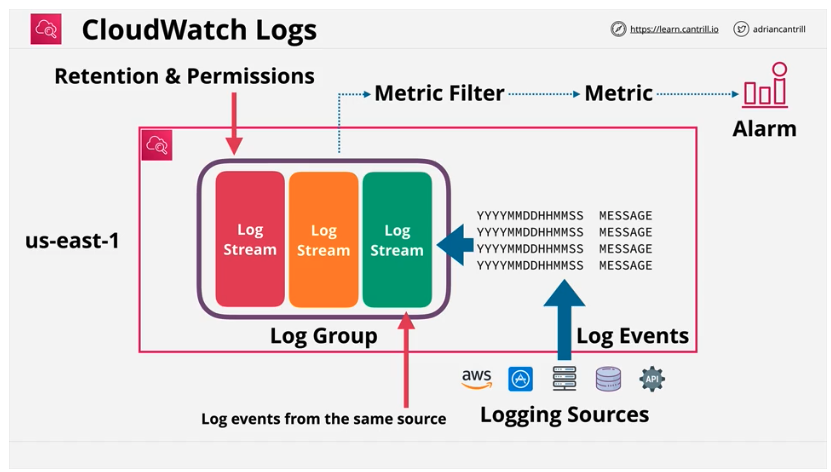 CloudWatch Logs
https://learn.cantrill.io
adriancantrill
Retention & Permissions
Metric Filter
Metric
Alarm
us-east-1
Log
Stream
Log
Stream
Log
Stream
YYYYMMDDHHMMSS MESSAGE
YYYYMMDDHHMMSS MESSAGE
YYYYMMDDHHMMSS MESSAGE
YYYYMMDDHHMMSS MESSAGE
Log Group
Log Events
aws
API
Log events from the same source
Logging Sources